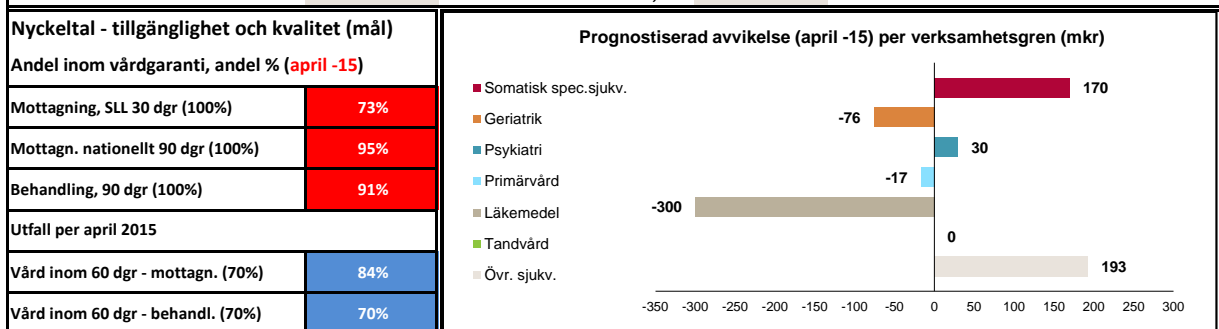 Nyckeltal - tillgänglighet och kvalitet (mål)
Andel inom vårdgaranti, andel % (april -15)
Mottagning, SLL 30 dgr (100%) 73%
Mottagn. nationellt 90 dgr (100%) 95%
Behandling, 90 dgr (100%) 91%
Utfall per april 2015
Vård inom 60 dgr - mottagn. (70%) 84%
Vård inom 60 dgr - behandl. (70%) 70%
Prognostiserad avvikelse (april -15) per verksamhetsgren (mkr)
Somatisk spec.sjukv. 170
Geriatrik -76
Psykiatri 30
Primärvård -17
Läkemedel -300
Tandvård 0
Övr. sjukv. 193
-350 -300 -250 -200 -150 -100 -50 0 50 100 150 200 250 300